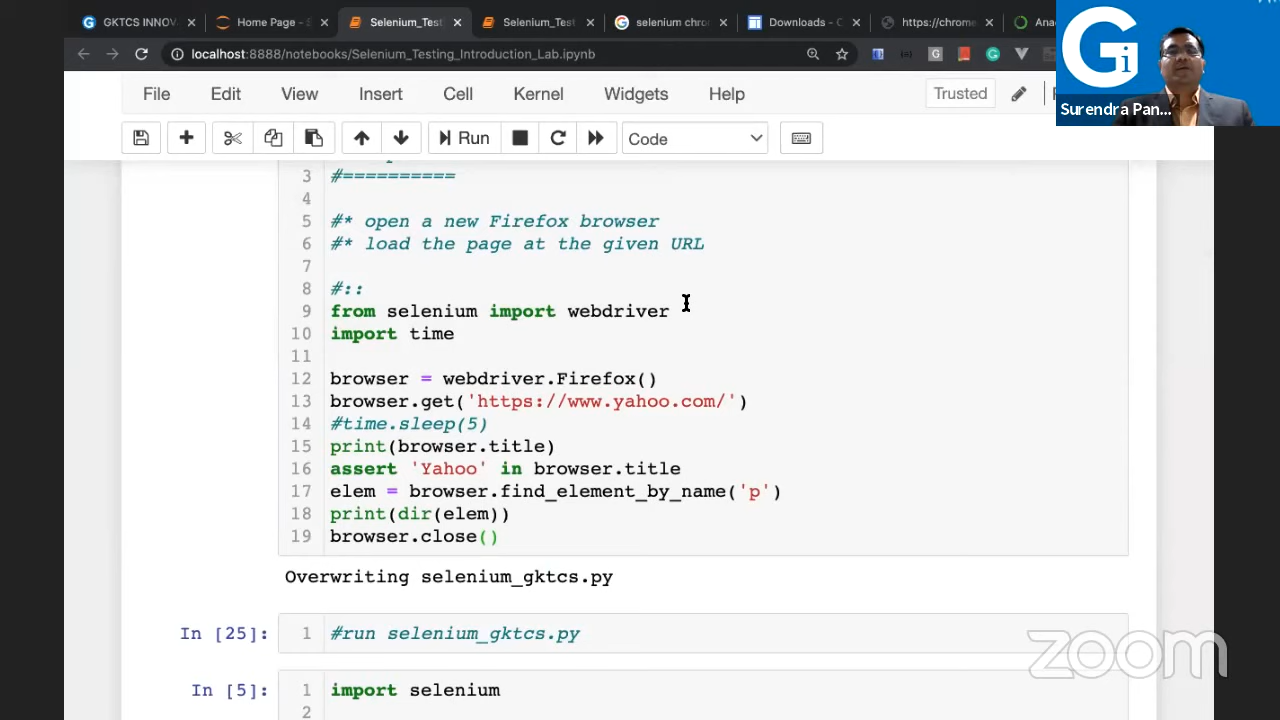 GKTCS INNOV
Home Page - S
Selenium_Test
Selenium_Test
selenium chro
Downloads - C
https://chrome
Ana
localhost:8888/notebooks/Selenium_Testing_Introduction_Lab.ipynb
Gi
Surendra Pan...
File Edit View Insert Cell Kernel Widgets Help
Trusted
Run
Code
3 #==========
4
5 #* open a new Firefox browser
6 #* load the page at the given URL
7
8 #::
9 from selenium import webdriver
10 import time
11
12 browser = webdriver.Firefox()
13 browser.get('https://www.yahoo.com/')
14 #time.sleep(5)
15 print(browser.title)
16 assert 'Yahoo' in browser.title
17 elem = browser.find_element_by_name('p')
18 print(dir(elem))
19 browser.close()
Overwriting selenium_gktcs.py
In [25]: 1 #run selenium_gktcs.py
In [5]: 1 import selenium
2
zoom